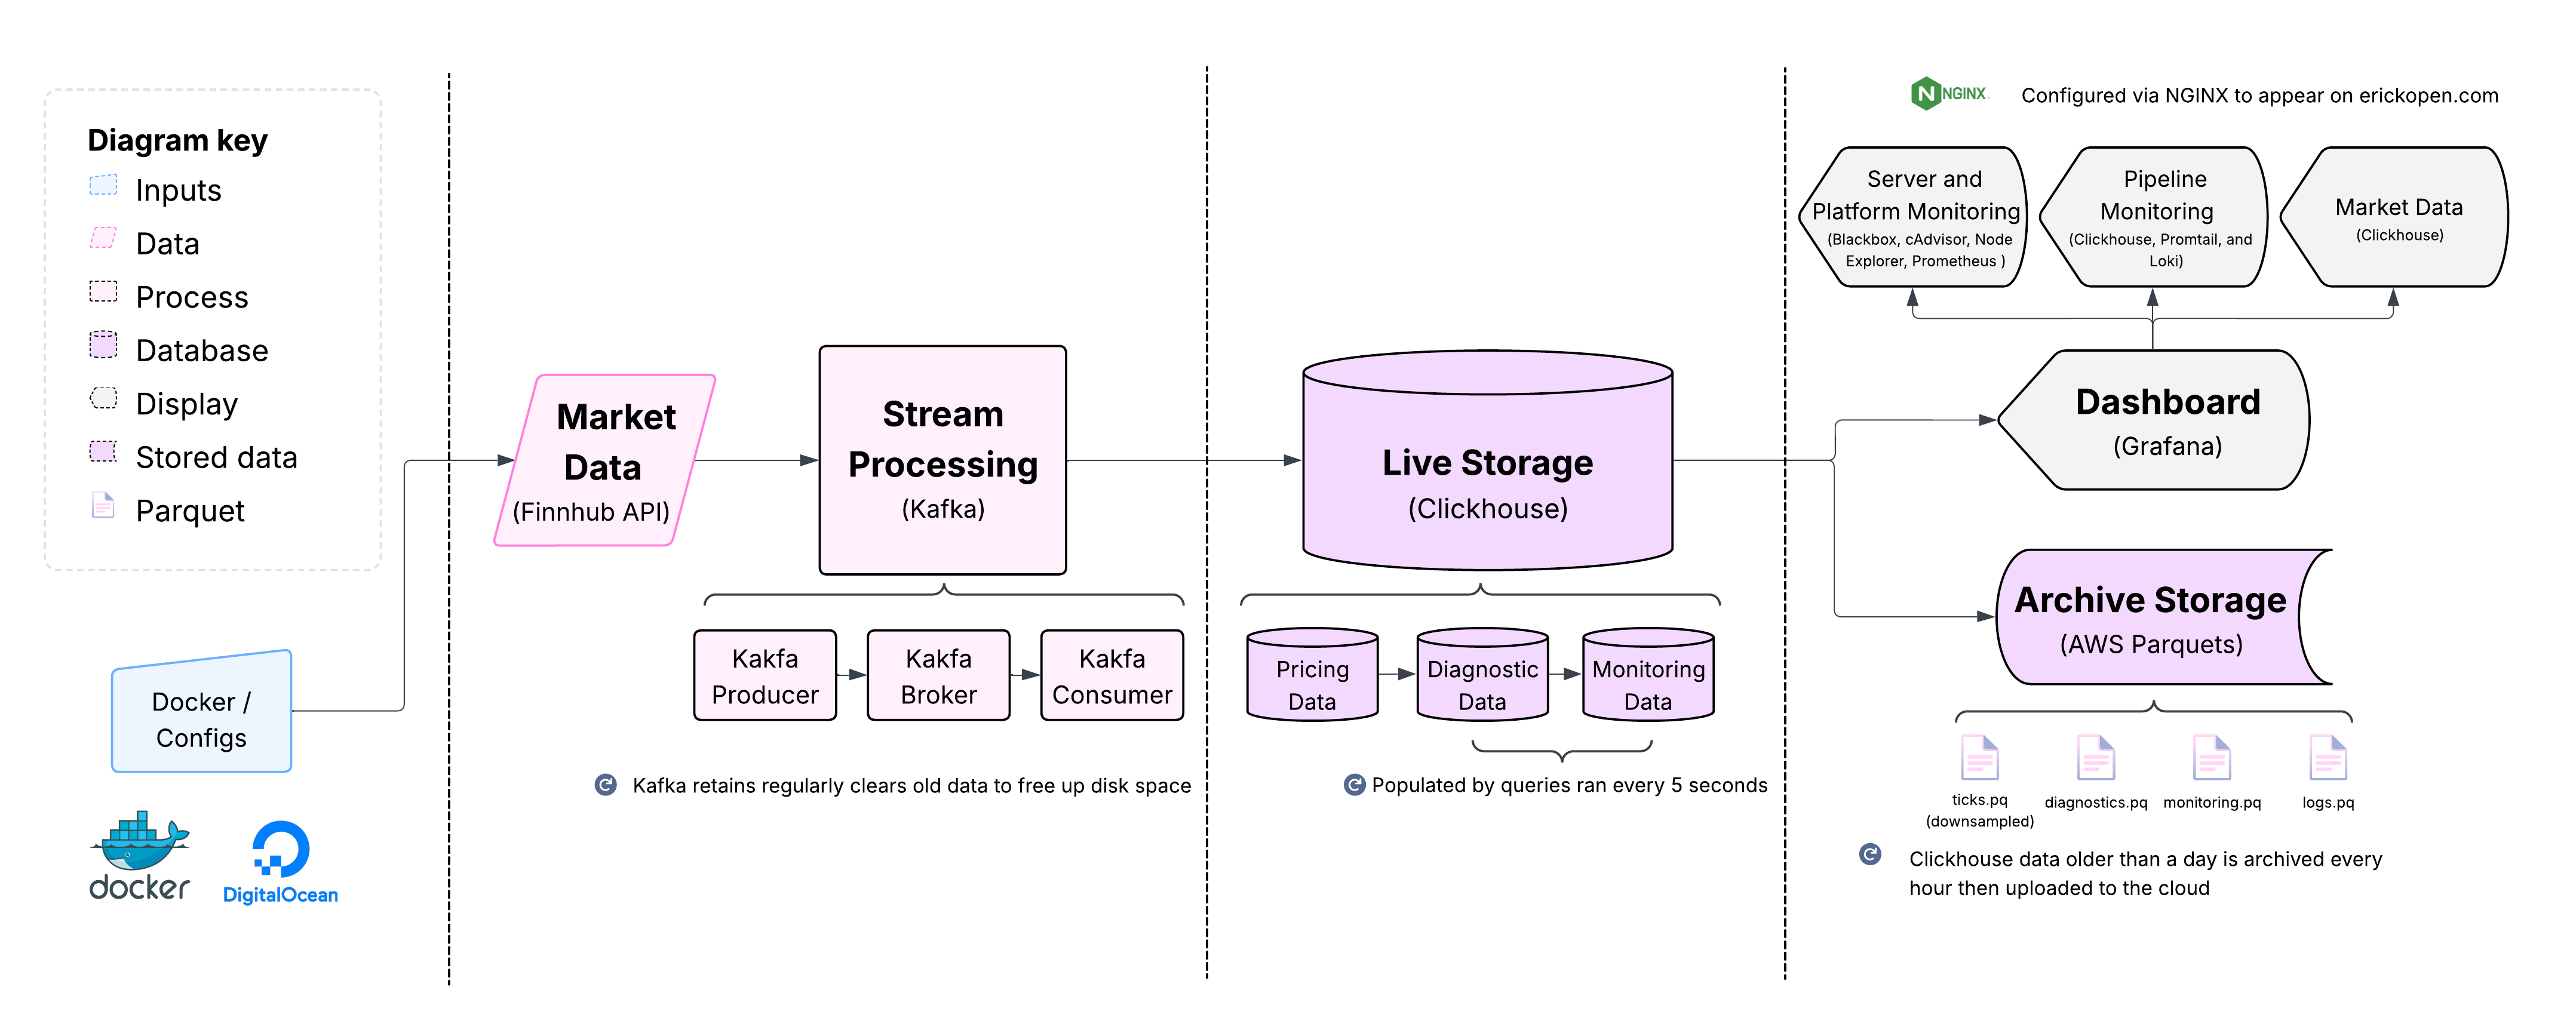 Diagram key
Inputs
Data
Process
Database
Display
Stored data
Parquet
Docker /
Configs
docker
DigitalOcean
Market
Data
(Finnhub API)
Stream
Processing
(Kafka)
Kakfa
Producer
Kakfa
Broker
Kakfa
Consumer
Kafka retains regularly clears old data to free up disk space
Live Storage
(Clickhouse)
Pricing
Data
Diagnostic
Data
Monitoring
Data
Populated by queries ran every 5 seconds
NGINX
Configured via NGINX to appear on erickopen.com
Server and
Platform Monitoring
(Blackbox, cAdvisor, Node
Explorer, Prometheus )
Pipeline
Monitoring
(Clickhouse, Promtail, and
Loki)
Market Data
(Clickhouse)
Dashboard
(Grafana)
Archive Storage
(AWS Parquets)
ticks.pq
(downsampled)
diagnostics.pq
monitoring.pq
logs.pq
Clickhouse data older than a day is archived every
hour then uploaded to the cloud